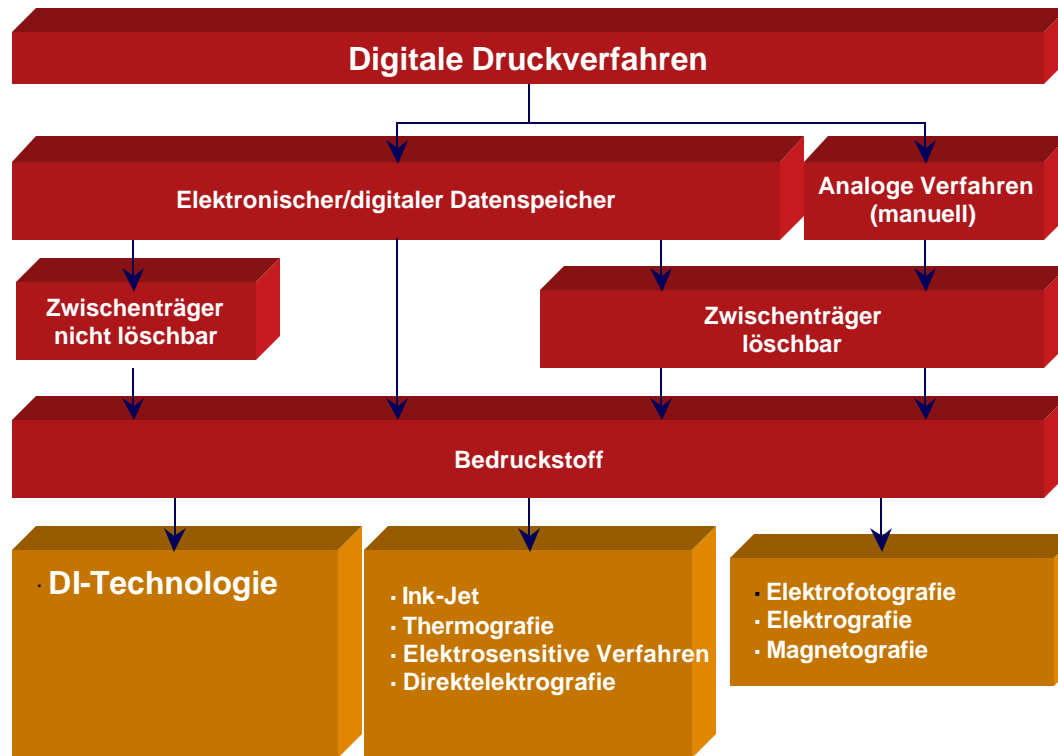 Digitale Druckverfahren
Elektronischer/digitaler Datenspeicher
Analoge Verfahren
(manuell)
Zwischenträger
nicht löschbar
Zwischenträger
löschbar
Bedruckstoff
· DI-Technologie
· Ink-Jet
· Thermografie
· Elektrosensitive Verfahren
· Direktelektrografie
· Elektrofotografie
· Elektrografie
· Magnetografie